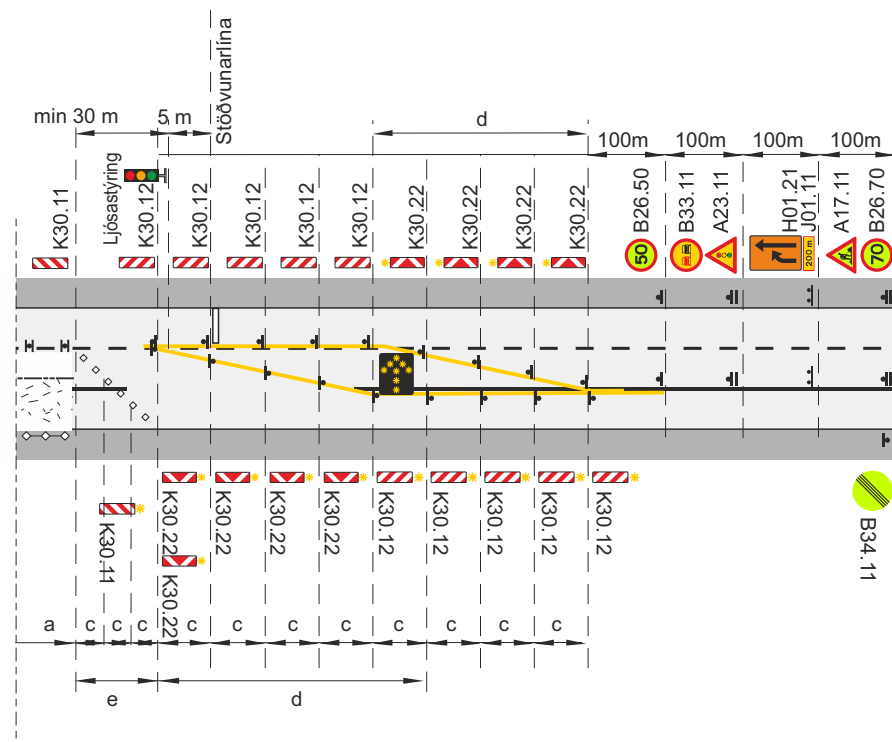 Stöðvunarlína
min 30 m
5 m
d
100m
100m
100m
100m
K30.11
Ljósastýring
K30.12
K30.12
K30.12
K30.12
K30.12
K30.22
K30.22
K30.22
K30.22
B26.50
B33.11
A23.11
H01.21
J01.11
A17.11
B26.70
50
200 m
70
K30.11
K30.22
K30.22
K30.22
K30.22
K30.22
K30.12
K30.12
K30.12
K30.12
K30.12
B34.11
a
c
c
c
c
c
c
c
c
c
c
c
e
d